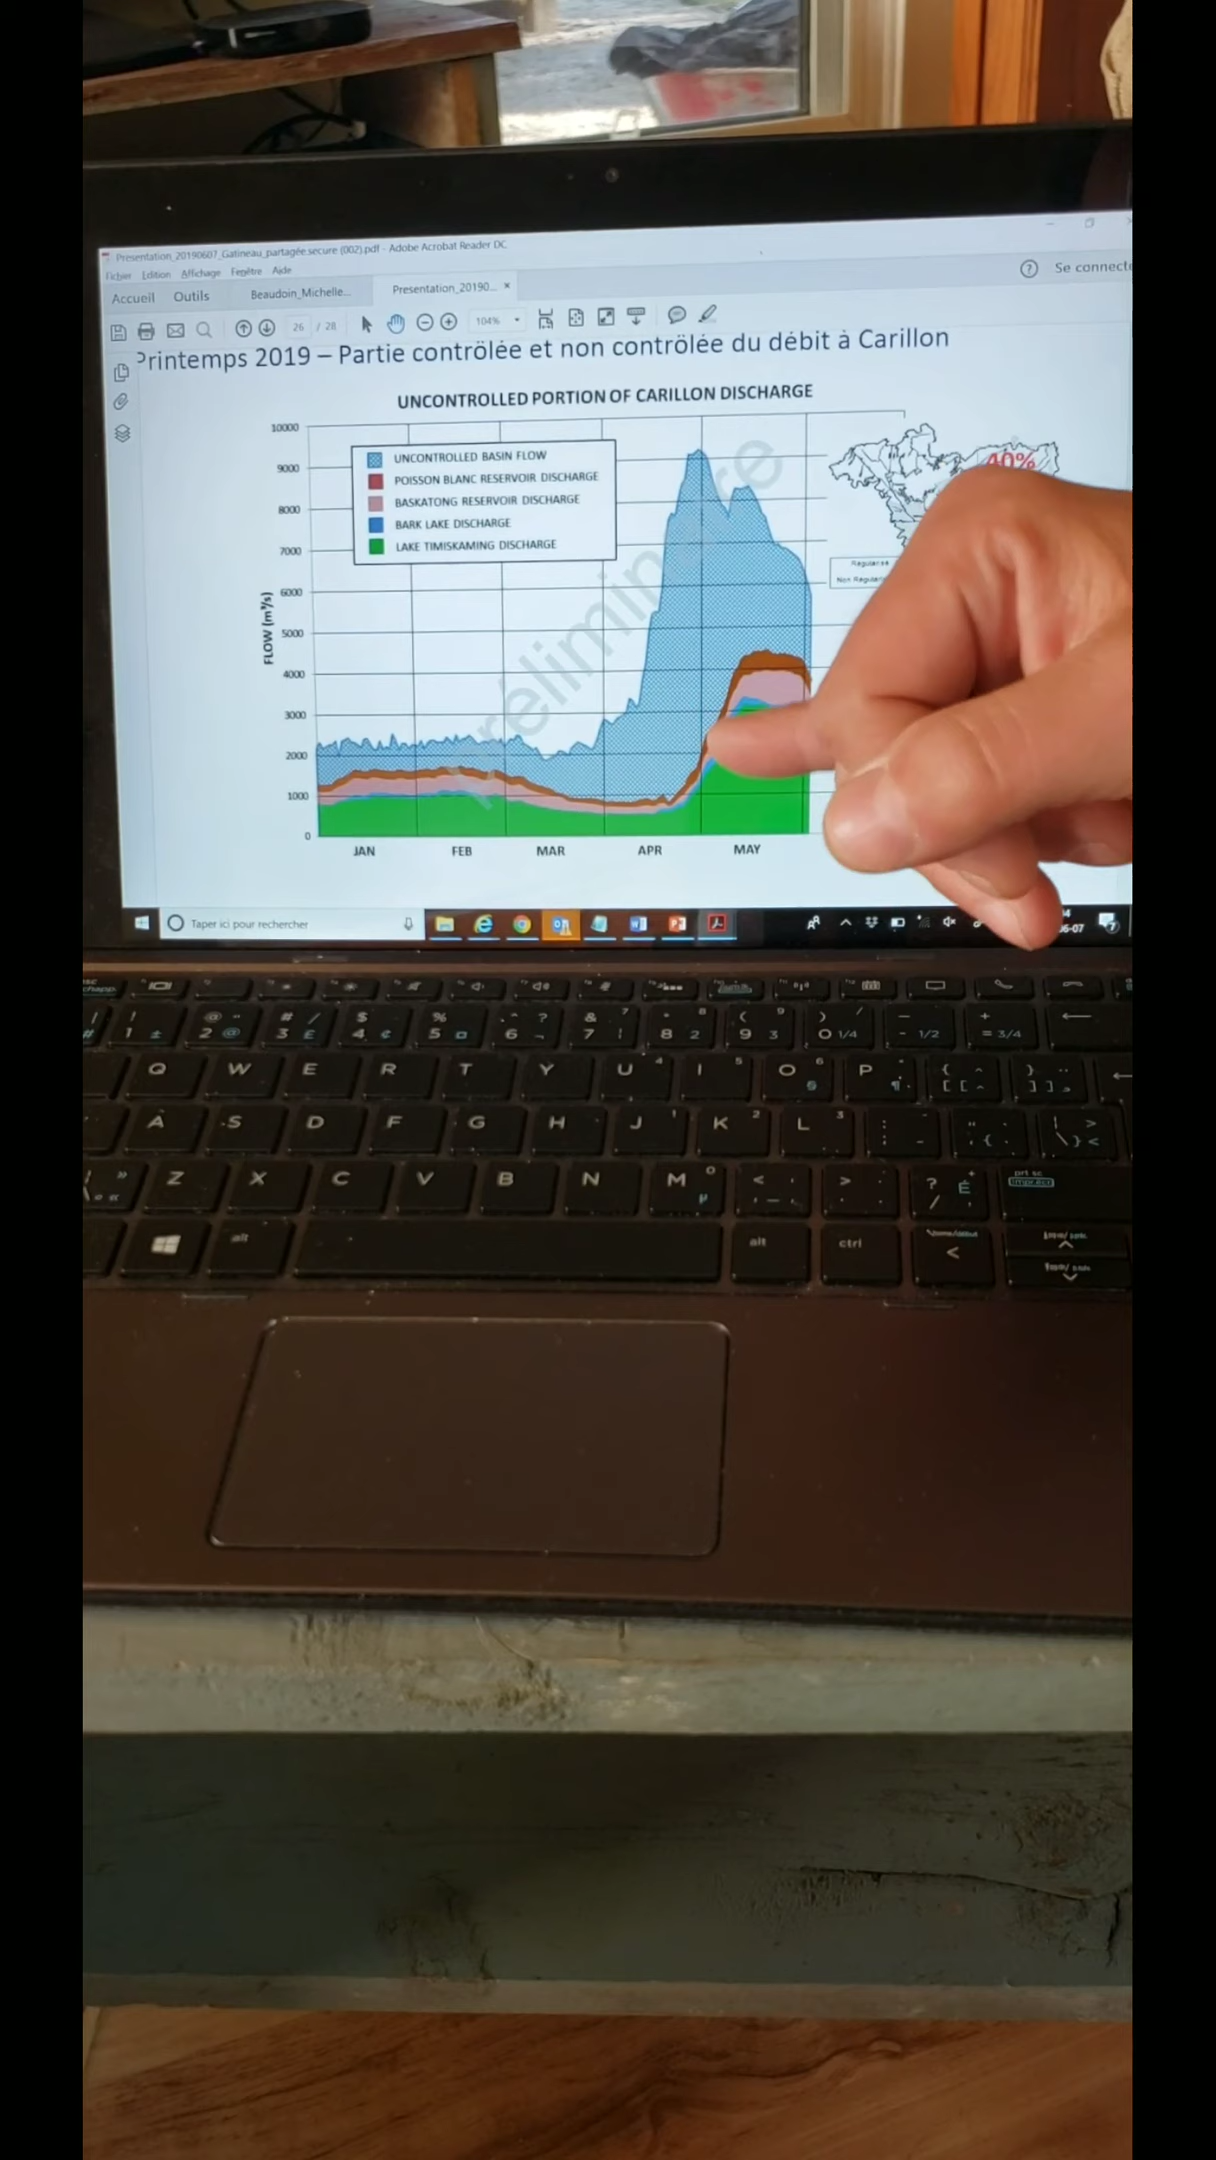 Presentation_20190607_Gatineau_partagée.secure (002).pdf - Adobe Acrobat Reader DC
Fichier Edition Affichage Fenêtre Aide
Accueil Outils Beaudoin_Michelle... Presentation_20190... ×
? Se connect
26 / 28 104%
Printemps 2019 – Partie contrôlée et non contrôlée du débit à Carillon
UNCONTROLLED PORTION OF CARILLON DISCHARGE
UNCONTROLLED BASIN FLOW
POISSON BLANC RESERVOIR DISCHARGE
BASKATONG RESERVOIR DISCHARGE
BARK LAKE DISCHARGE
LAKE TIMISKAMING DISCHARGE
10000
9000
8000
7000
6000
5000
4000
3000
2000
1000
0
FLOW (m³/s)
JAN FEB MAR APR MAY
40%
Non
Taper ici pour rechercher
Q W E R T Y U I O P
A S D F G H J K L
Z X C V B N M
alt alt ctrl